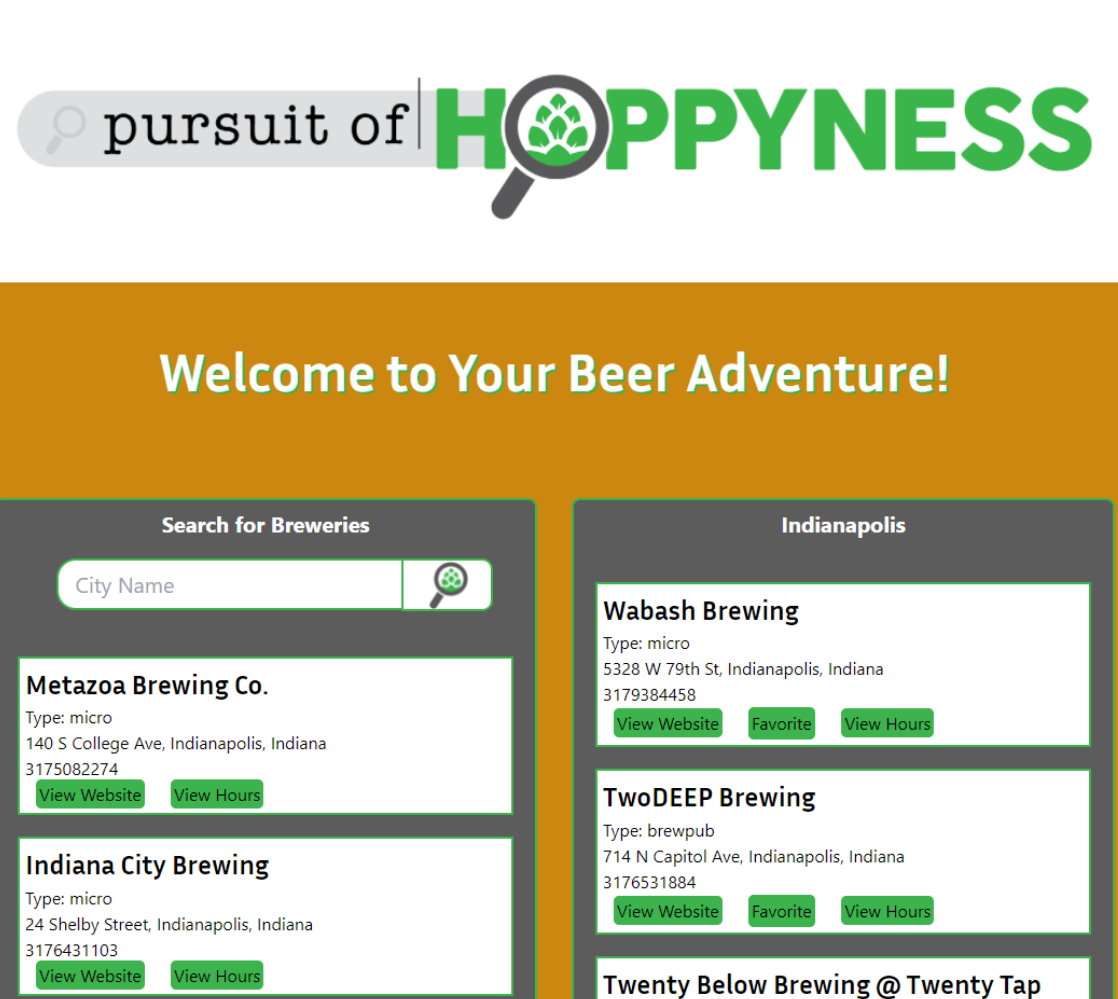 pursuit of HOPPYNESS
Welcome to Your Beer Adventure!
Search for Breweries
City Name
Metazoa Brewing Co.
Type: micro
140 S College Ave, Indianapolis, Indiana
3175082274
View Website View Hours
Indiana City Brewing
Type: micro
24 Shelby Street, Indianapolis, Indiana
3176431103
View Website View Hours
Indianapolis
Wabash Brewing
Type: micro
5328 W 79th St, Indianapolis, Indiana
3179384458
View Website Favorite View Hours
TwoDEEP Brewing
Type: brewpub
714 N Capitol Ave, Indianapolis, Indiana
3176531884
View Website Favorite View Hours
Twenty Below Brewing @ Twenty Tap